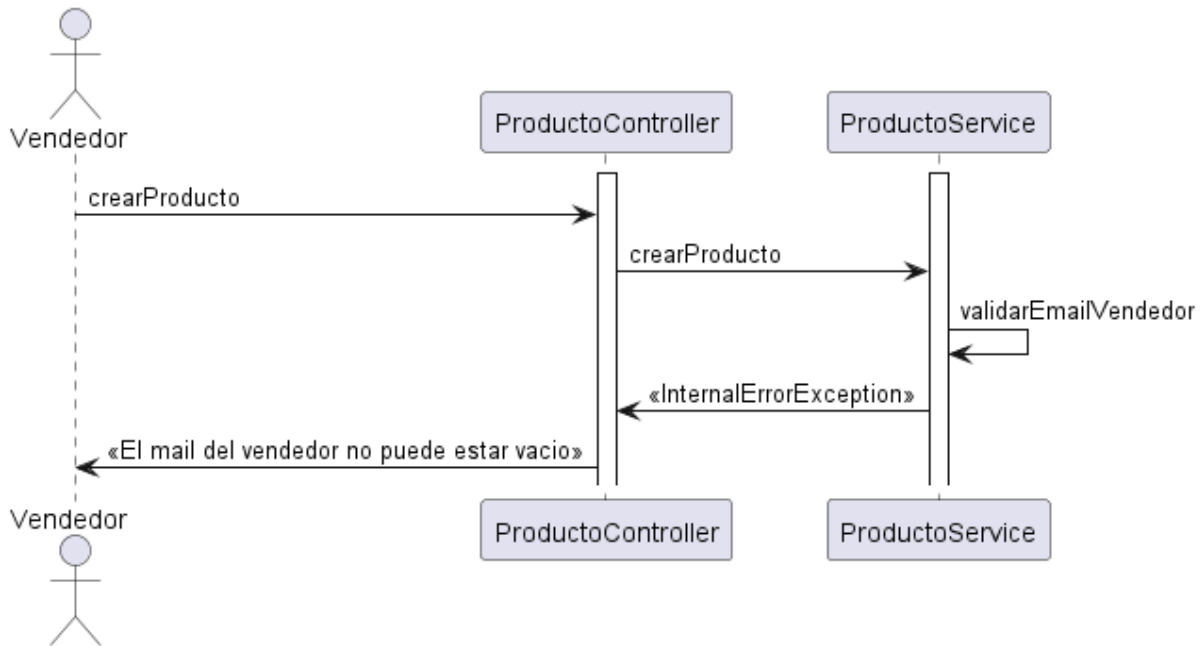 Vendedor
ProductoController
ProductoService
crearProducto
crearProducto
validarEmailVendedor
«InternalErrorException»
«El mail del vendedor no puede estar vacio»
Vendedor
ProductoController
ProductoService